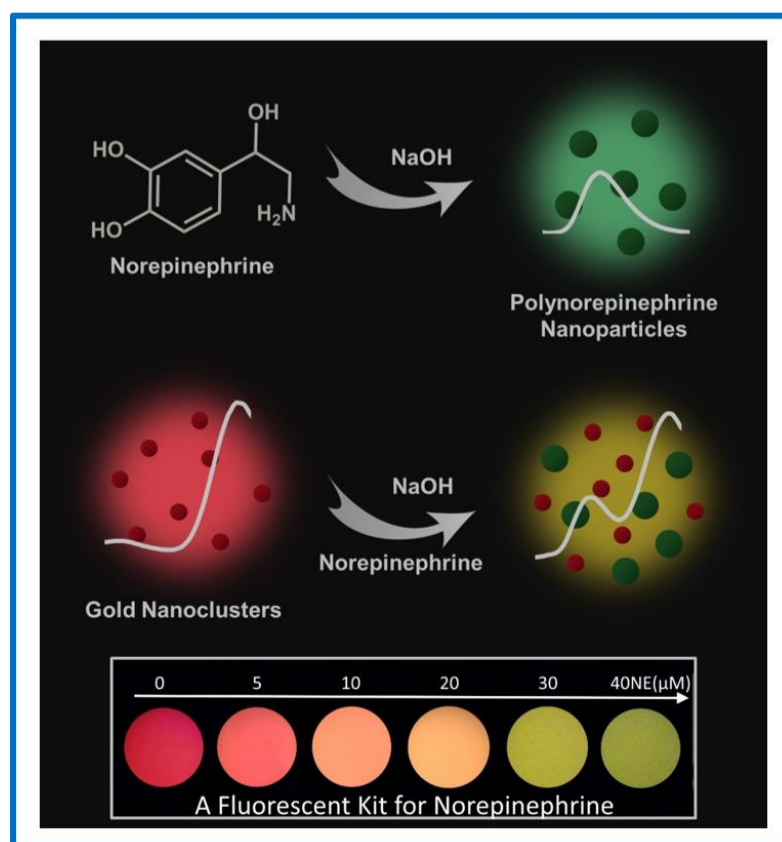 OH
HO
NaOH
HO
H₂N
Norepinephrine
Polynorepinephrine
Nanoparticles
NaOH
Norepinephrine
Gold Nanoclusters
0 5 10 20 30 40NE(μM)
A Fluorescent Kit for Norepinephrine